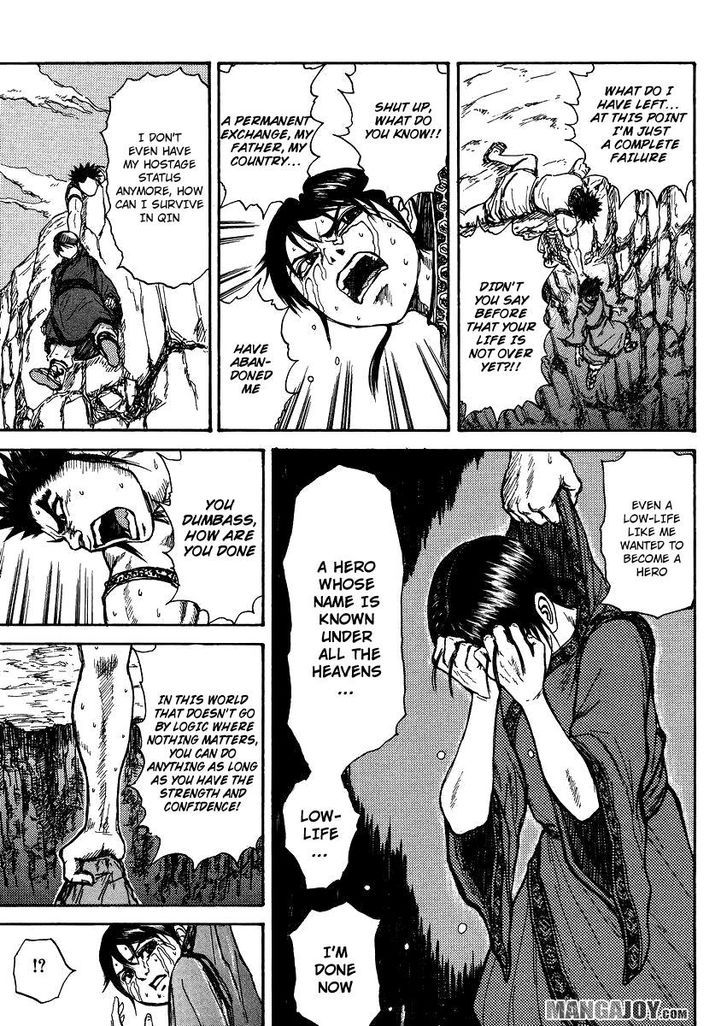 WHAT DO I
HAVE LEFT...
AT THIS POINT
I'M JUST
A COMPLETE
FAILURE
DIDN'T
YOU SAY
BEFORE
THAT YOUR
LIFE IS
NOT OVER
YET?!!
SHUT UP,
WHAT DO
YOU KNOW!!
A PERMANENT
EXCHANGE, MY
FATHER, MY
COUNTRY...
HAVE
ABAN-
DONED
ME
I DON'T
EVEN HAVE
MY HOSTAGE
STATUS
ANYMORE, HOW
CAN I SURVIVE
IN QIN
EVEN A
LOW-LIFE
LIKE ME
WANTED TO
BECOME A
HERO
A HERO
WHOSE
NAME IS
KNOWN
UNDER
ALL THE
HEAVENS
...
LOW-
LIFE
...
I'M
DONE
NOW
YOU
DUMBASS,
HOW ARE
YOU DONE
IN THIS WORLD
THAT DOESN'T GO
BY LOGIC WHERE
NOTHING MATTERS,
YOU CAN DO
ANYTHING AS LONG
AS YOU HAVE THE
STRENGTH AND
CONFIDENCE!
!?
MANGAJOY.COM